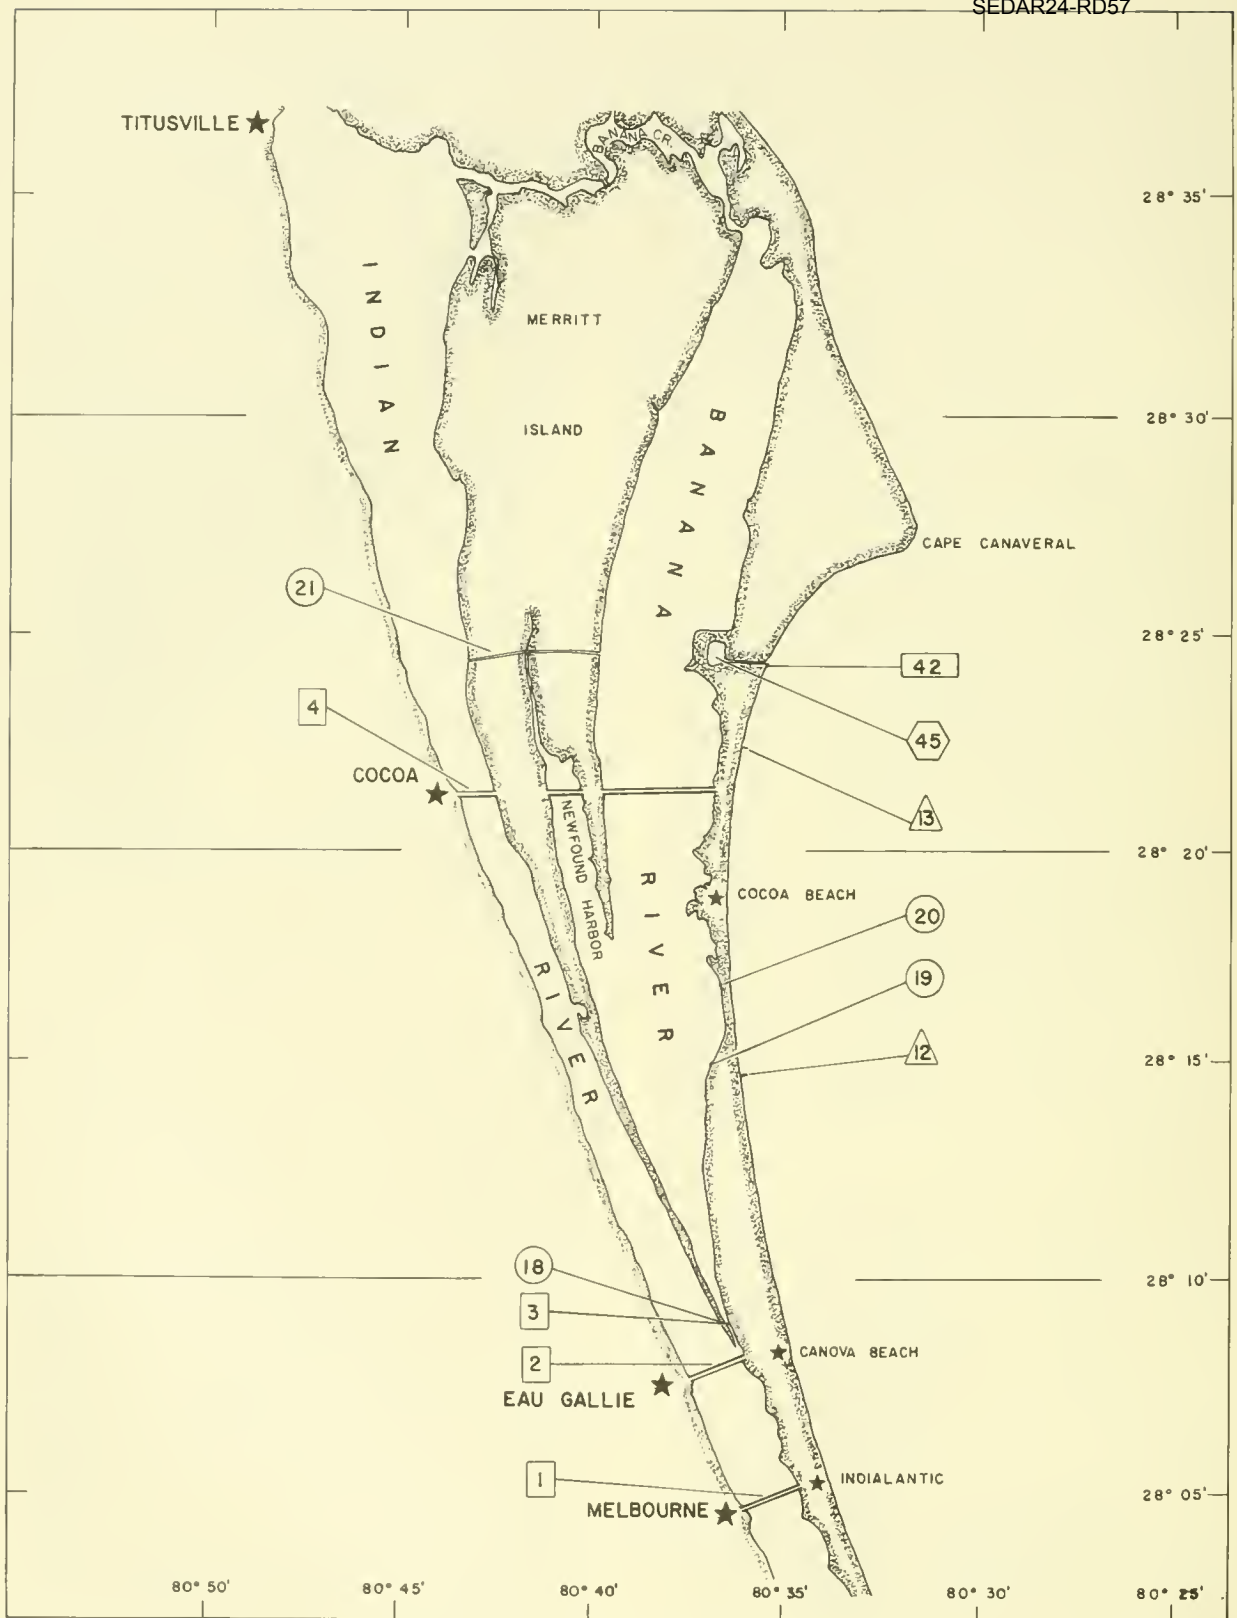 SEDAR24-RD57
TITUSVILLE
BANANA CR.
28° 35'
INDIAN
MERRITT
ISLAND
BANANA
28° 30'
CAPE CANAVERAL
21
28° 25'
42
4
45
COCOA
13
NEWFOUND HARBOR
28° 20'
RIVER
COCOA BEACH
20
19
RIVER
12
28° 15'
18
28° 10'
3
2
CANOVA BEACH
EAU GALLIE
1
INDIALANTIC
MELBOURNE
28° 05'
80° 50'
80° 45'
80° 40'
80° 35'
80° 30'
80° 25'